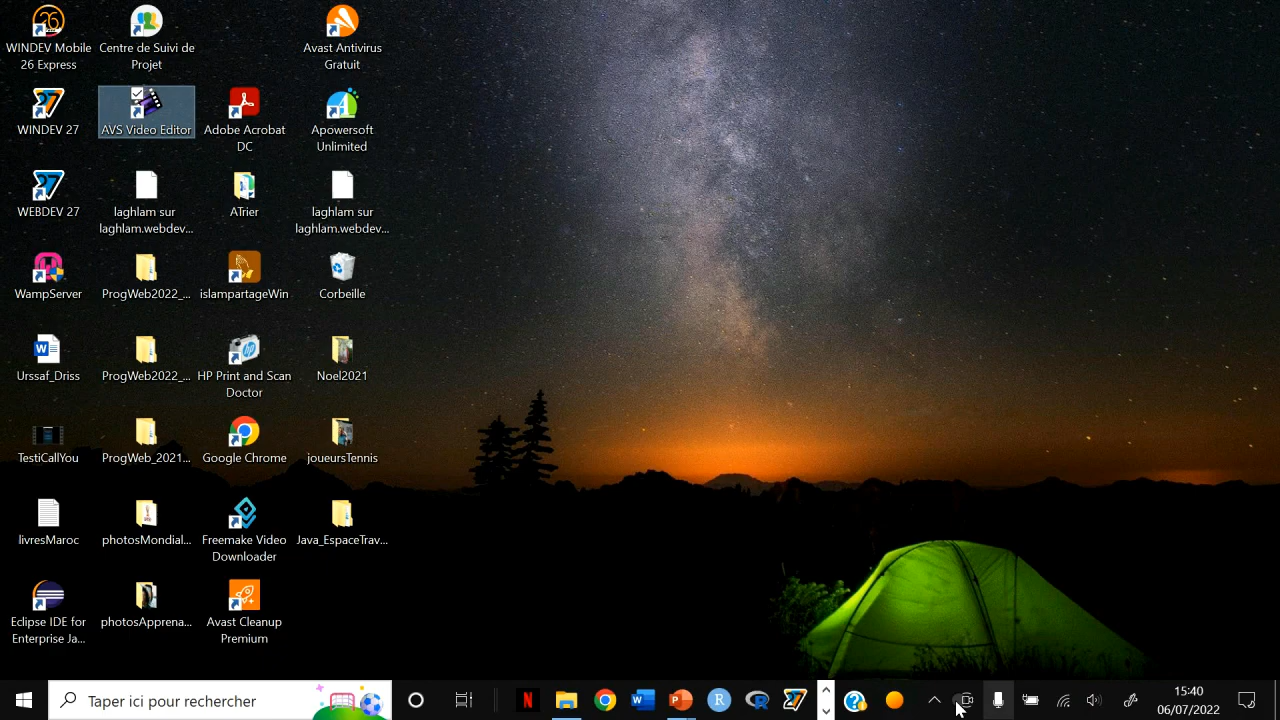 WINDEV Mobile
26 Express
Centre de Suivi de
Projet
Avast Antivirus
Gratuit
WINDEV 27
AVS Video Editor
Adobe Acrobat
DC
Apowersoft
Unlimited
WEBDEV 27
laghlam sur
laghlam.webdev...
ATrier
laghlam sur
laghlam.webdev...
WampServer
ProgWeb2022_...
islampartageWin
Corbeille
Urssaf_Driss
ProgWeb2022_...
HP Print and Scan
Doctor
Noel2021
TestiCallYou
ProgWeb_2021...
Google Chrome
joueursTennis
livresMaroc
photosMondial...
Freemake Video
Downloader
Java_EspaceTrav...
Eclipse IDE for
Enterprise Ja...
photosApprena...
Avast Cleanup
Premium
Taper ici pour rechercher
15:40
06/07/2022